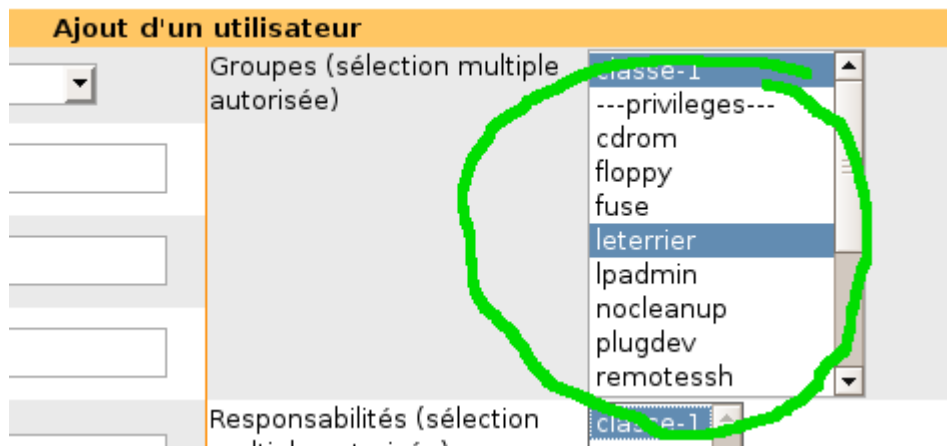 Ajout d'un utilisateur
Groupes (sélection multiple
autorisée)
classe-1
---privileges---
cdrom
floppy
fuse
leterrier
lpadmin
nocleanup
plugdev
remotessh
Responsabilités (sélection
classe-1